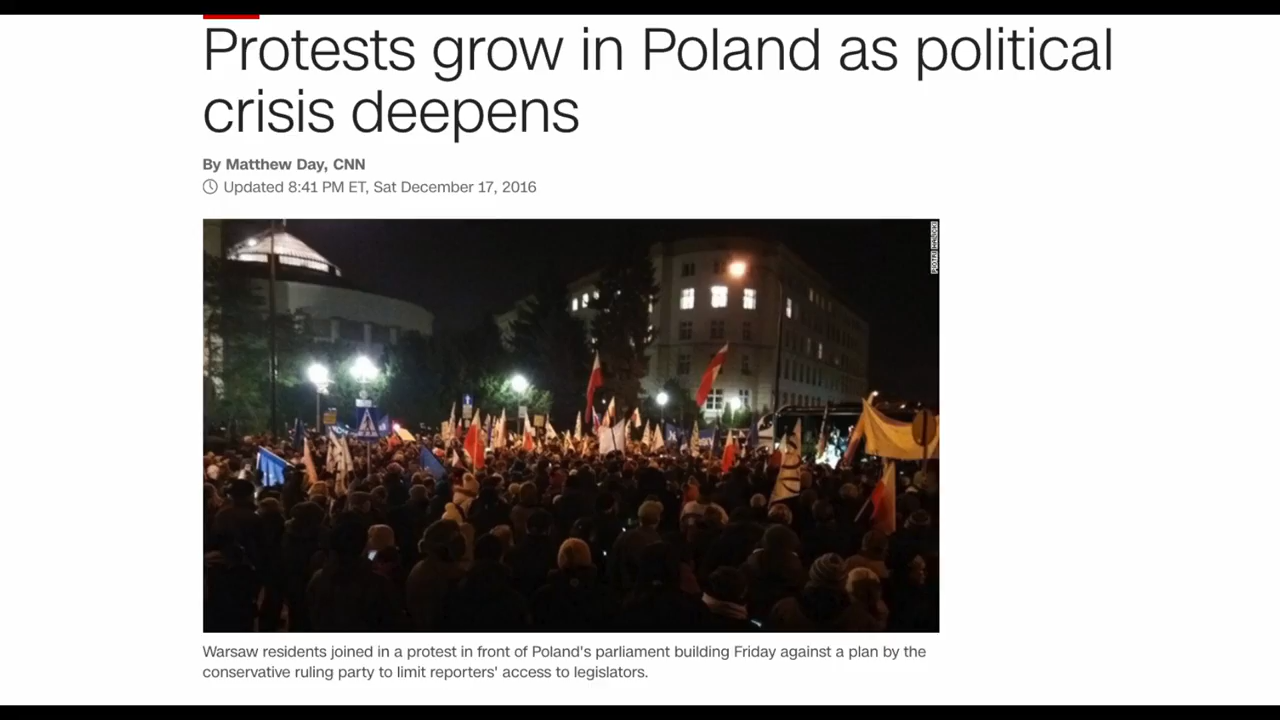 Protests grow in Poland as political
crisis deepens
By Matthew Day, CNN
Updated 8:41 PM ET, Sat December 17, 2016
Warsaw residents joined in a protest in front of Poland's parliament building Friday against a plan by the
conservative ruling party to limit reporters' access to legislators.